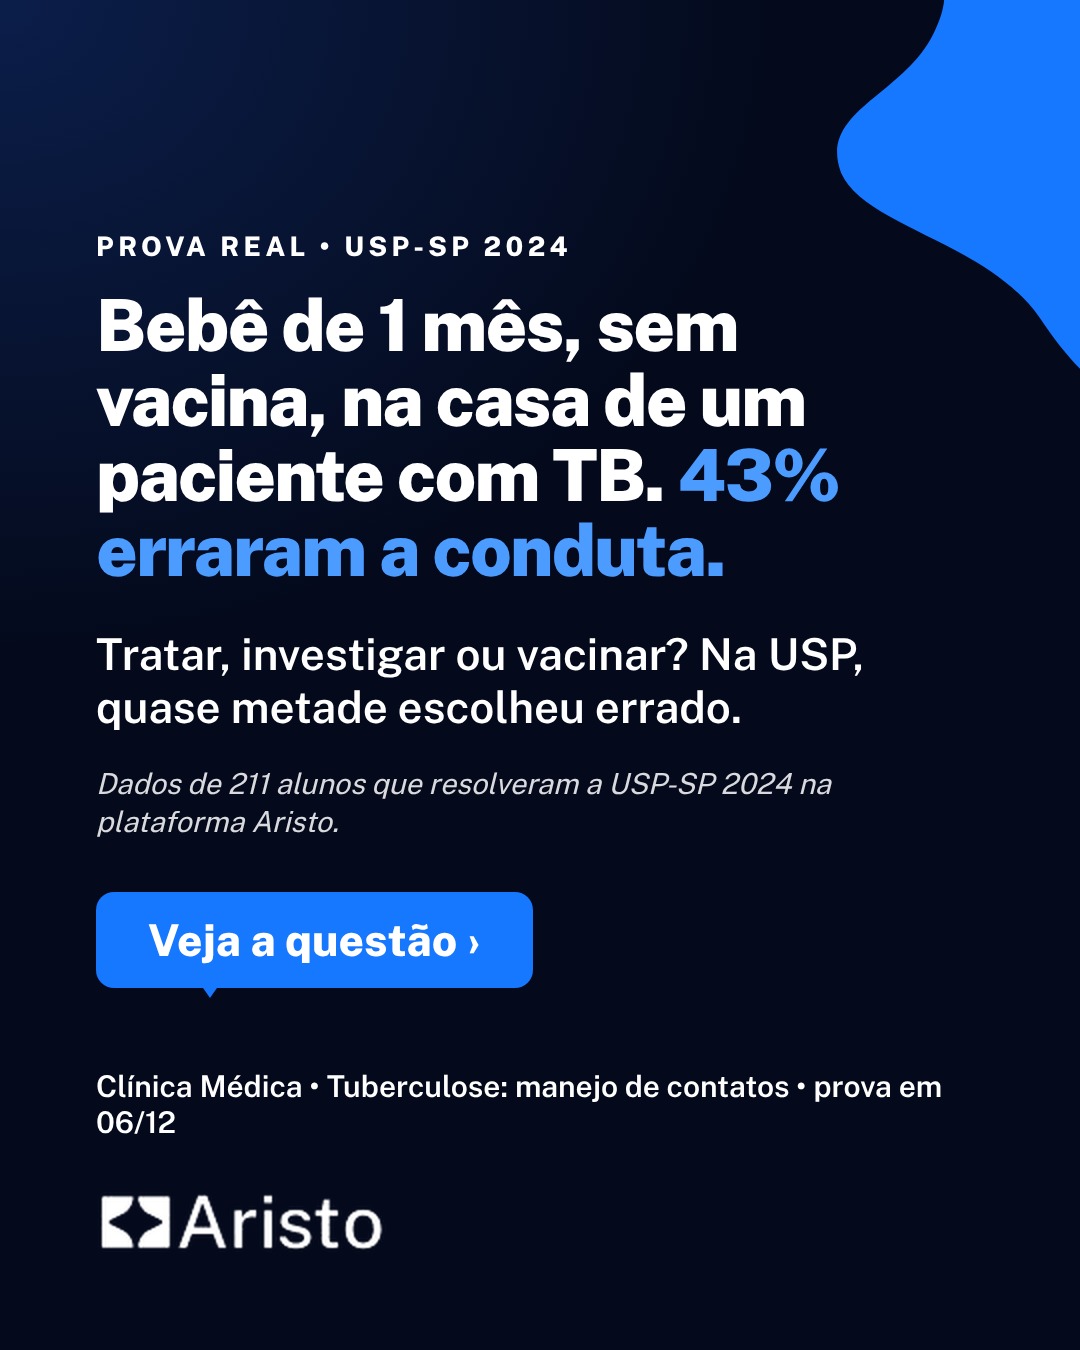 PROVA REAL • USP-SP 2024
Bebê de 1 mês, sem
vacina, na casa de um
paciente com TB. 43%
erraram a conduta.
Tratar, investigar ou vacinar? Na USP,
quase metade escolheu errado.
Dados de 211 alunos que resolveram a USP-SP 2024 na
plataforma Aristo.
Veja a questão ›
Clínica Médica • Tuberculose: manejo de contatos • prova em
06/12
Aristo